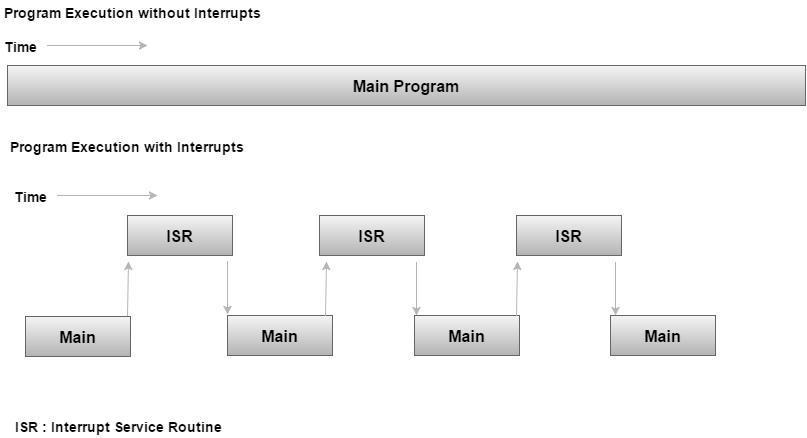 Program Execution without Interrupts
Time
Main Program
Program Execution with Interrupts
Time
ISR ISR ISR
Main Main Main Main
ISR : Interrupt Service Routine